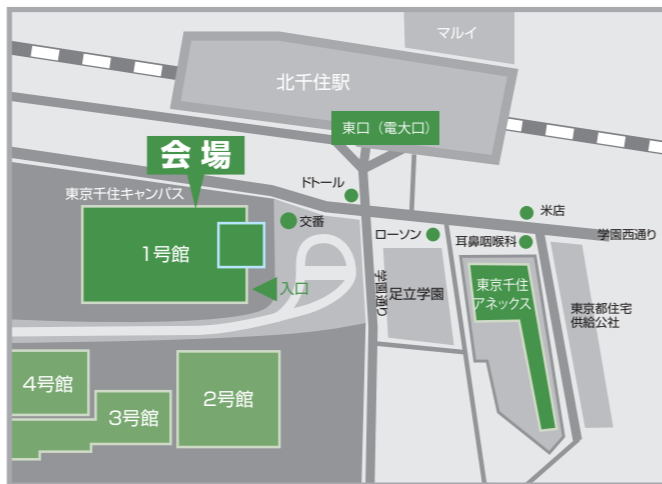 マルイ
北千住駅
東口（電大口）
会場
ドトール
東京千住キャンパス
米店
交番
ローソン
耳鼻咽喉科
学園西通り
1号館
入口
学園通り
足立学園
東京千住
アネックス
東京都住宅
供給公社
4号館
3号館
2号館